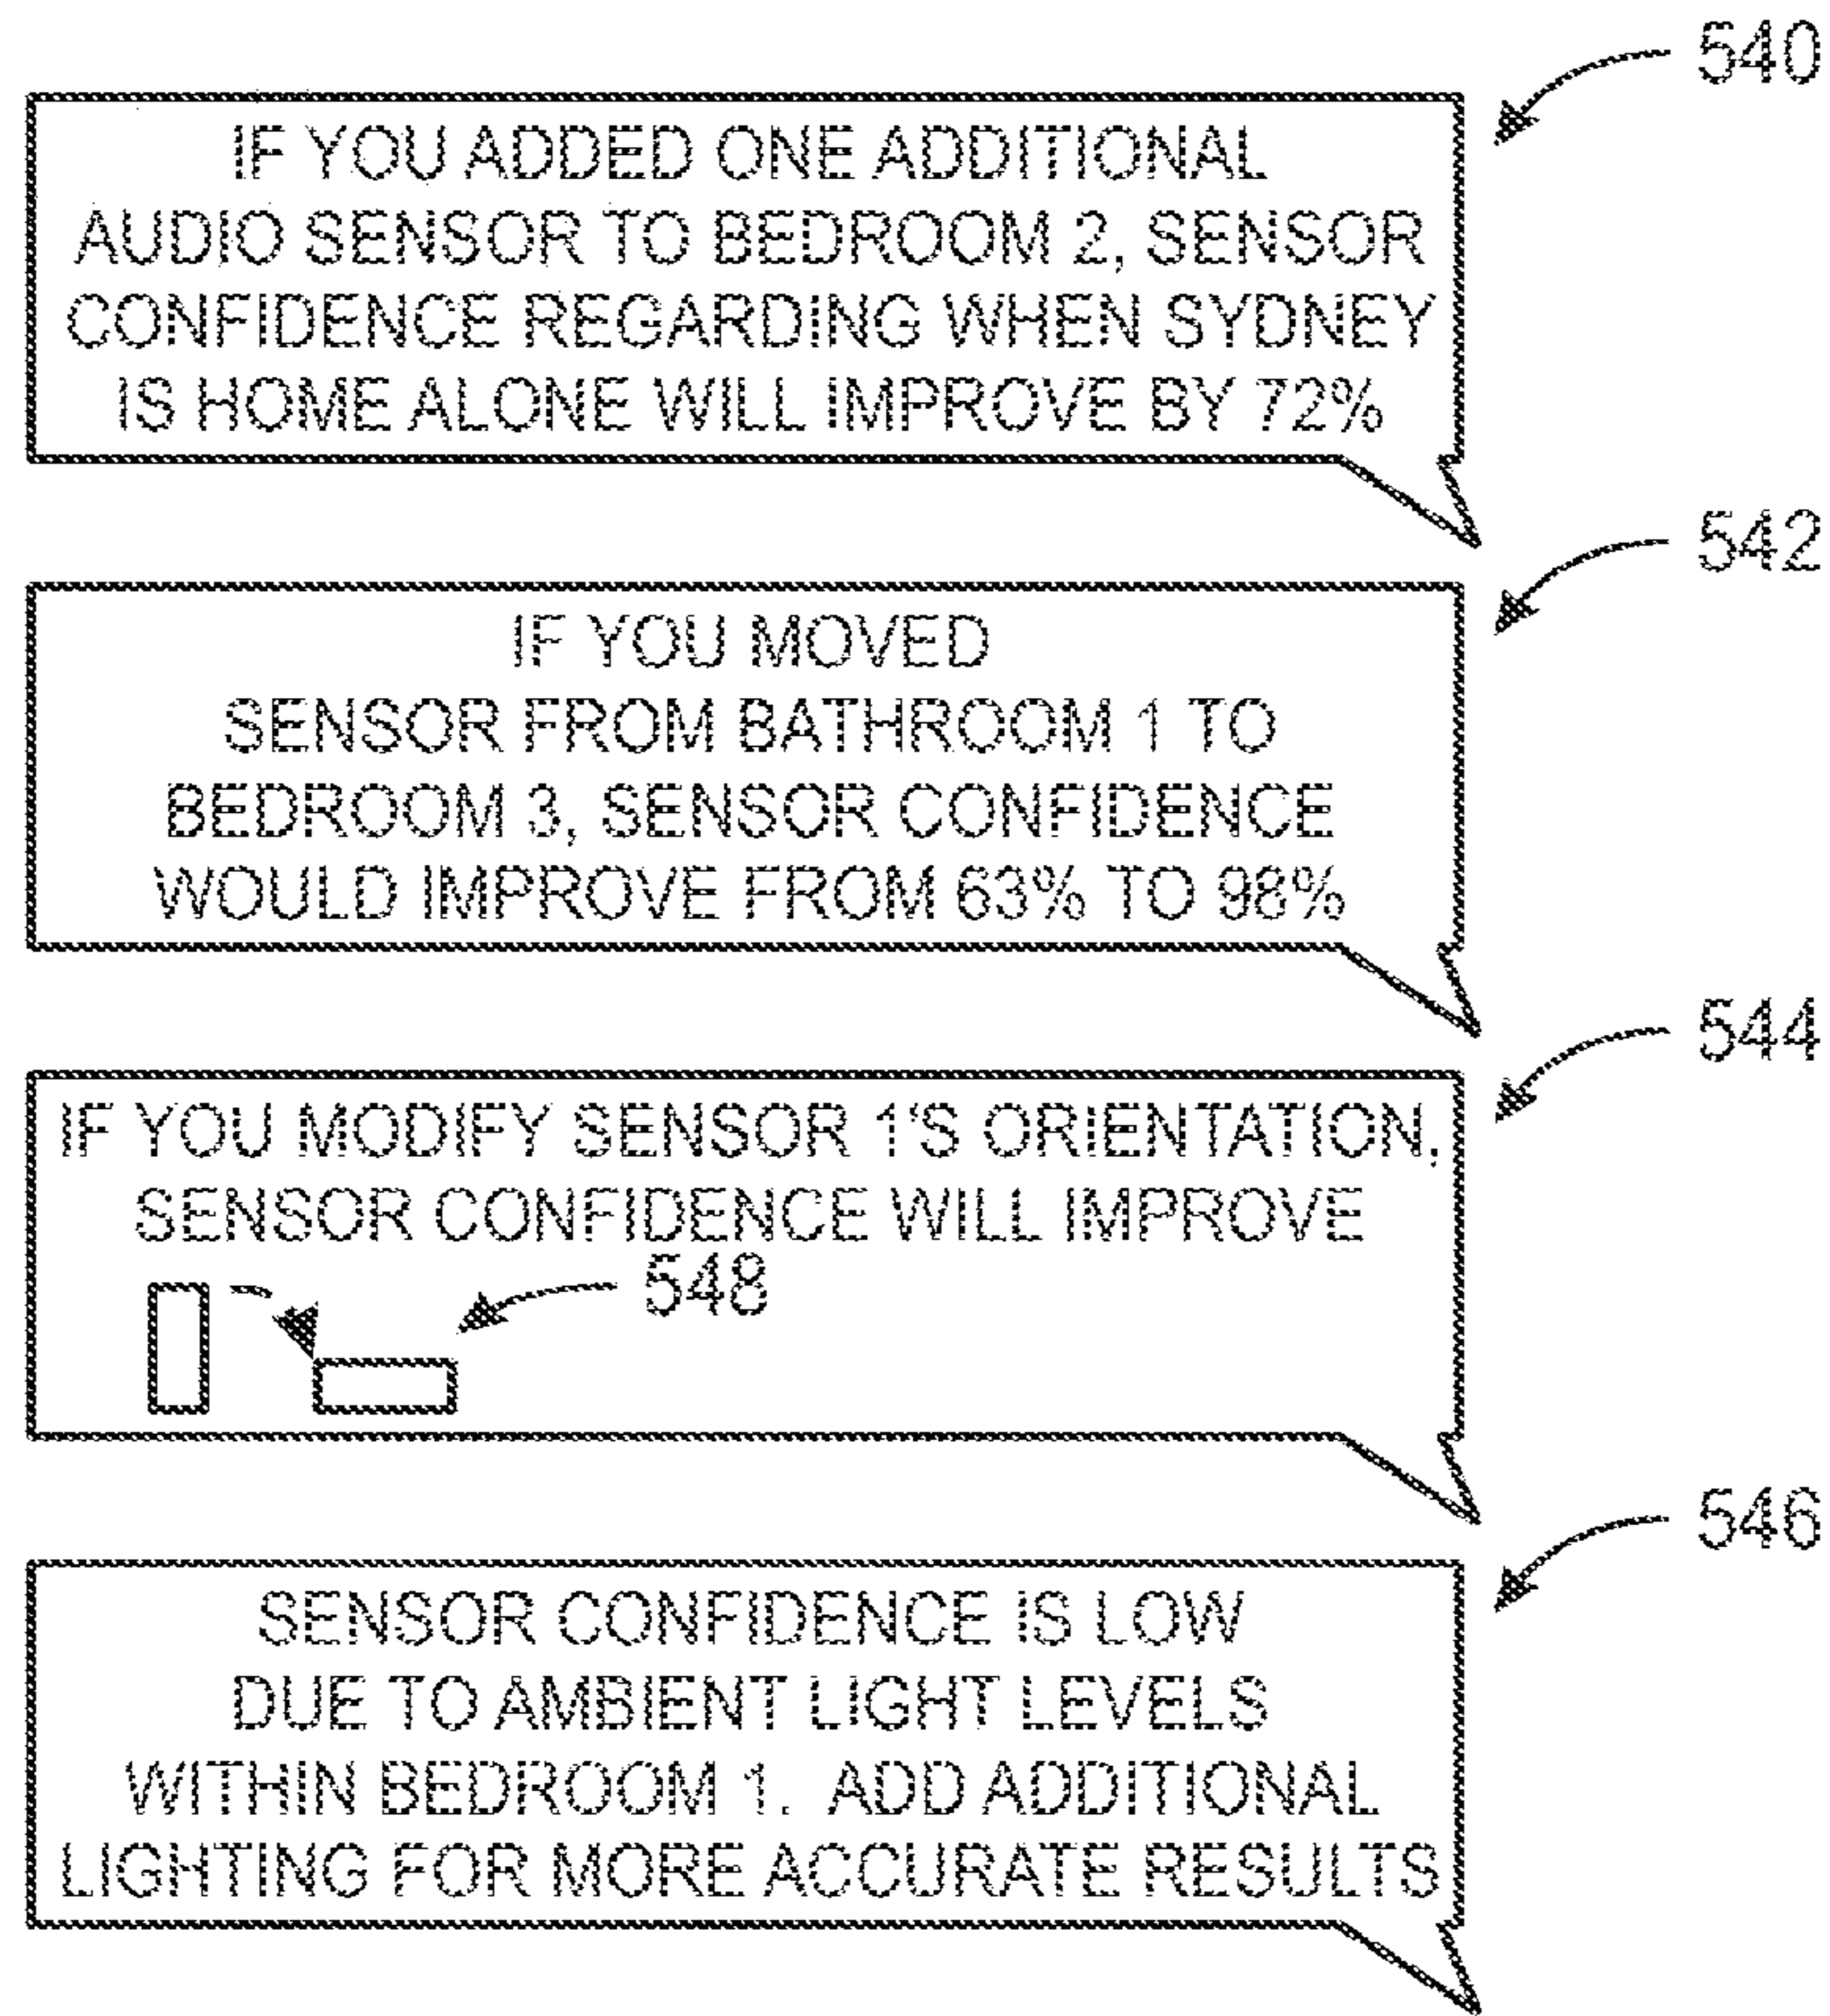 540
IF YOU ADDED ONE ADDITIONAL
AUDIO SENSOR TO BEDROOM 2, SENSOR
CONFIDENCE REGARDING WHEN SYDNEY
IS HOME ALONE WILL IMPROVE BY 72%
542
IF YOU MOVED
SENSOR FROM BATHROOM 1 TO
BEDROOM 3, SENSOR CONFIDENCE
WOULD IMPROVE FROM 63% TO 98%
544
IF YOU MODIFY SENSOR 1'S ORIENTATION,
SENSOR CONFIDENCE WILL IMPROVE
548
546
SENSOR CONFIDENCE IS LOW
DUE TO AMBIENT LIGHT LEVELS
WITHIN BEDROOM 1.  ADD ADDITIONAL
LIGHTING FOR MORE ACCURATE RESULTS